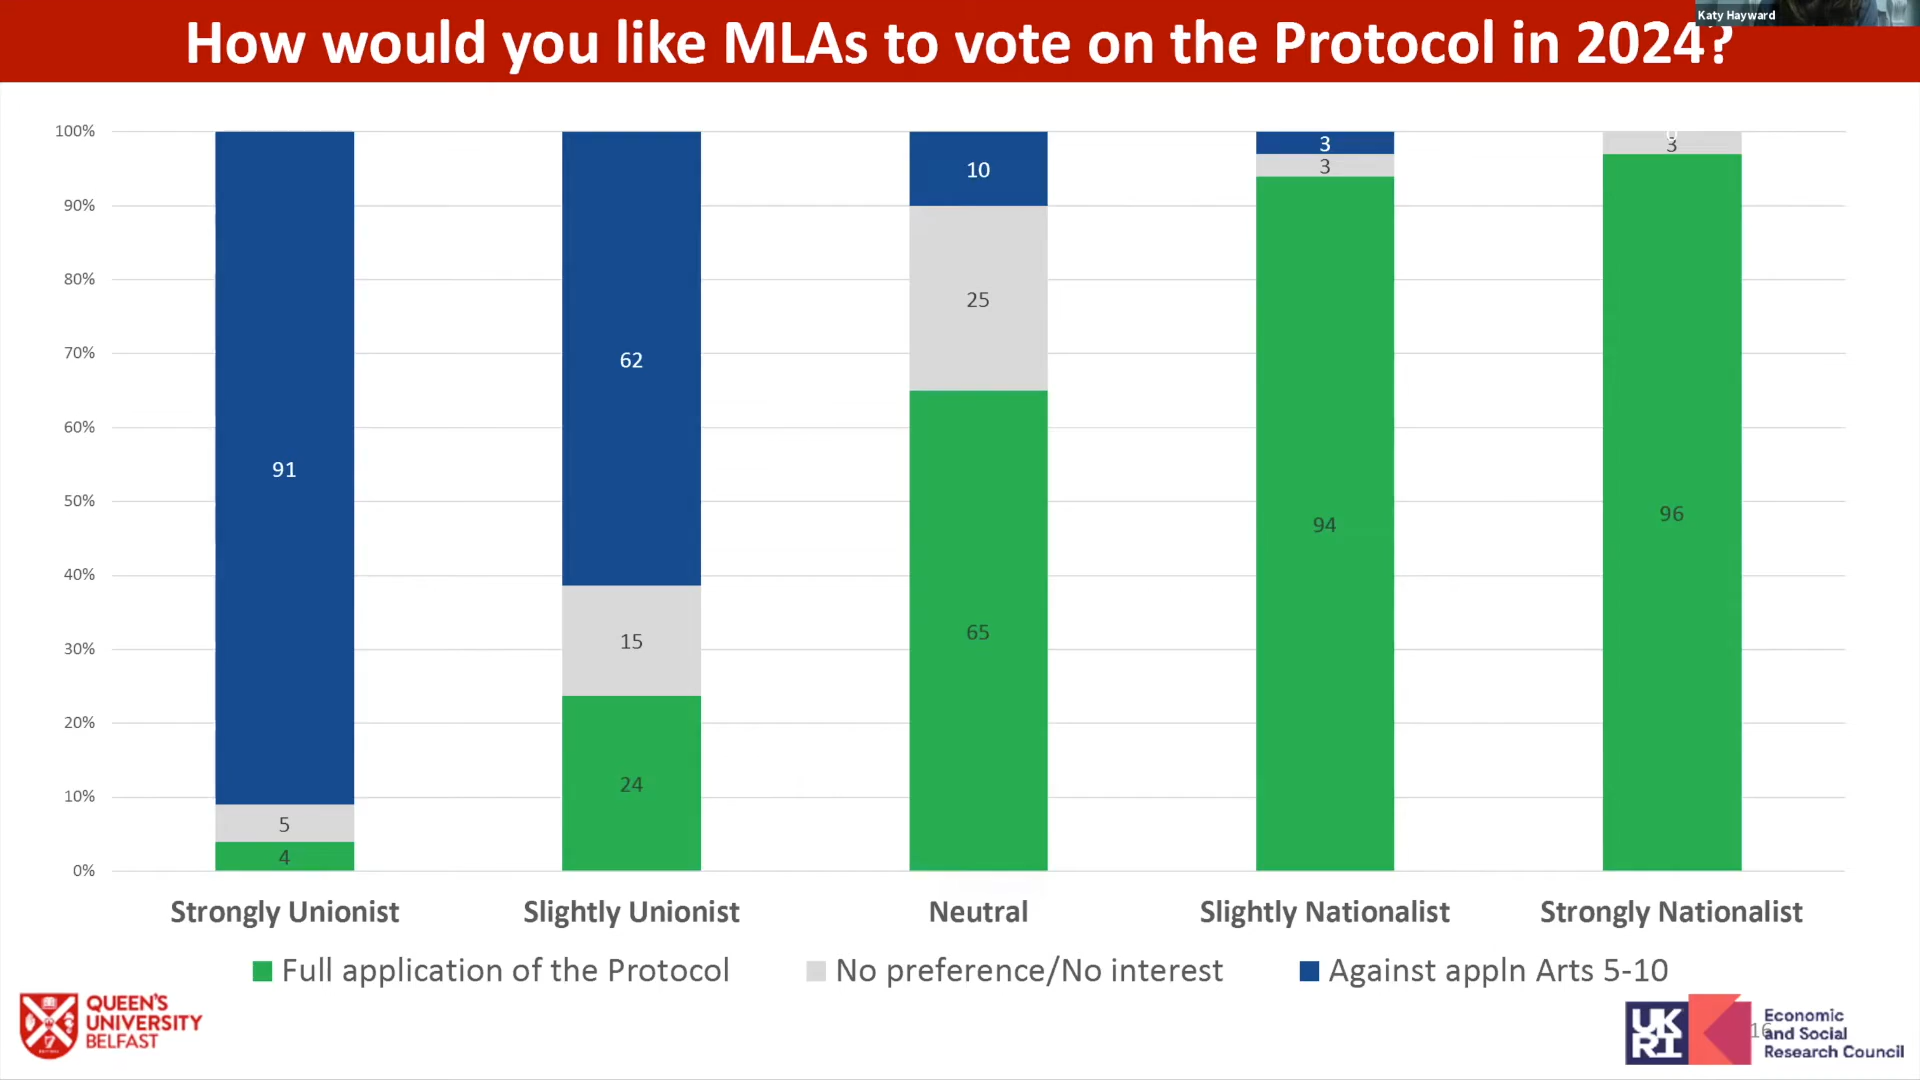 Katy Hayward
How would you like MLAs to vote on the Protocol in 2024?
100%
90%
80%
70%
60%
50%
40%
30%
20%
10%
0%
91
5
4
62
15
24
10
25
65
3
3
94
0
3
96
Strongly Unionist
Slightly Unionist
Neutral
Slightly Nationalist
Strongly Nationalist
Full application of the Protocol
No preference/No interest
Against appln Arts 5-10
QUEEN'S
UNIVERSITY
BELFAST
UK
RI
Economic
and Social
Research Council
16